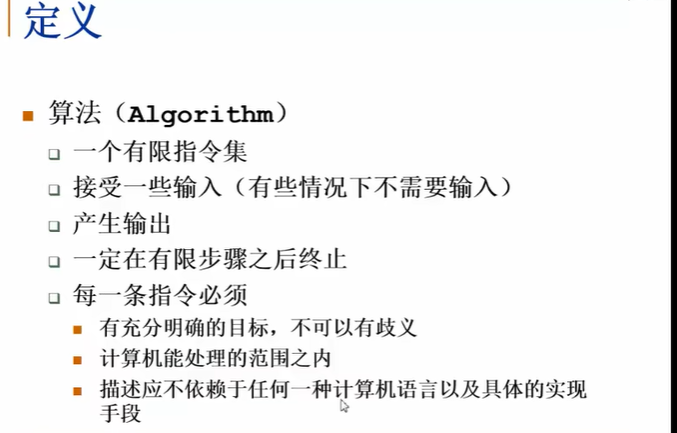 定义
算法（Algorithm）
一个有限指令集
接受一些输入（有些情况下不需要输入）
产生输出
一定在有限步骤之后终止
每一条指令必须
有充分明确的目标，不可以有歧义
计算机能处理的范围之内
描述应不依赖于任何一种计算机语言以及具体的实现
手段